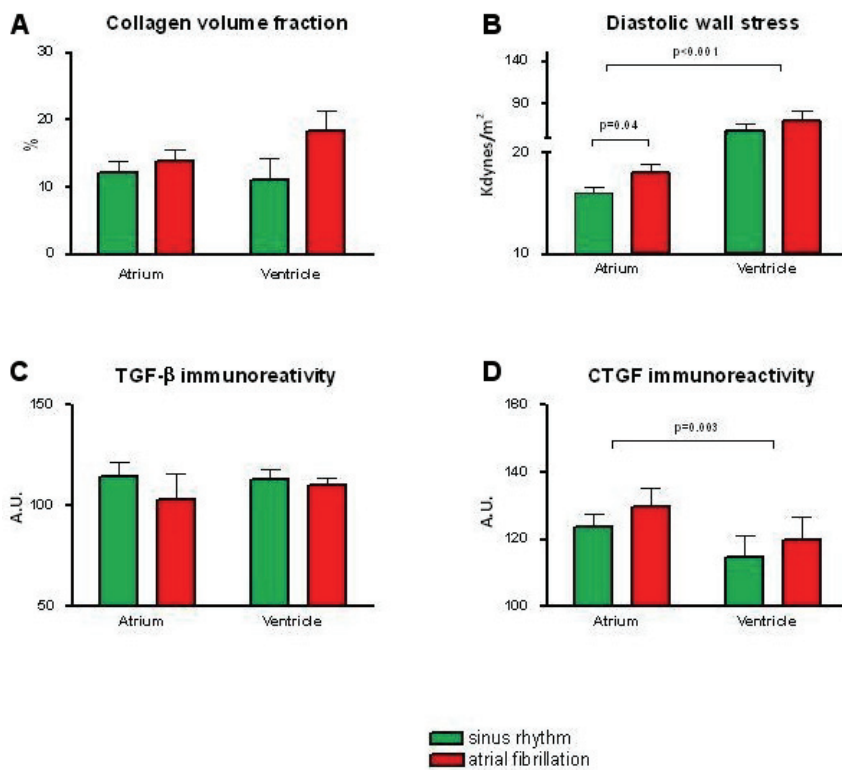 A
Collagen volume fraction
30
20
10
0
%
Atrium
Ventricle
B
Diastolic wall stress
140
90
20
10
Kdynes/m²
p<0.001
p=0.04
Atrium
Ventricle
C
TGF-β immunoreativity
150
100
50
A.U.
Atrium
Ventricle
D
CTGF immunoreactivity
160
140
120
100
A.U.
p=0.003
Atrium
Ventricle
sinus rhythm
atrial fibrillation